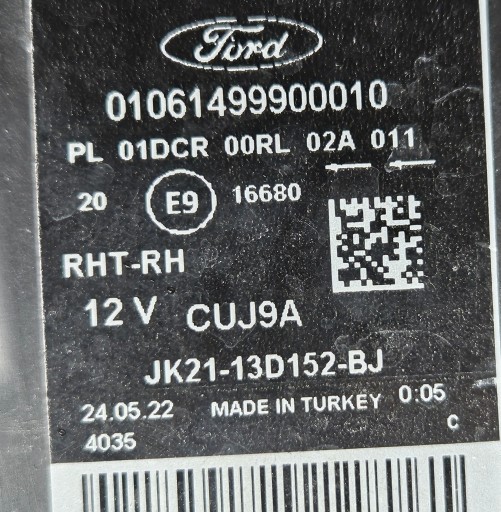 Ford
01061499900010
PL 01DCR 00RL 02A 011
20 E9 16680
RHT-RH
12 V CUJ9A
JK21-13D152-BJ
24.05.22 MADE IN TURKEY 0:05
4035 C